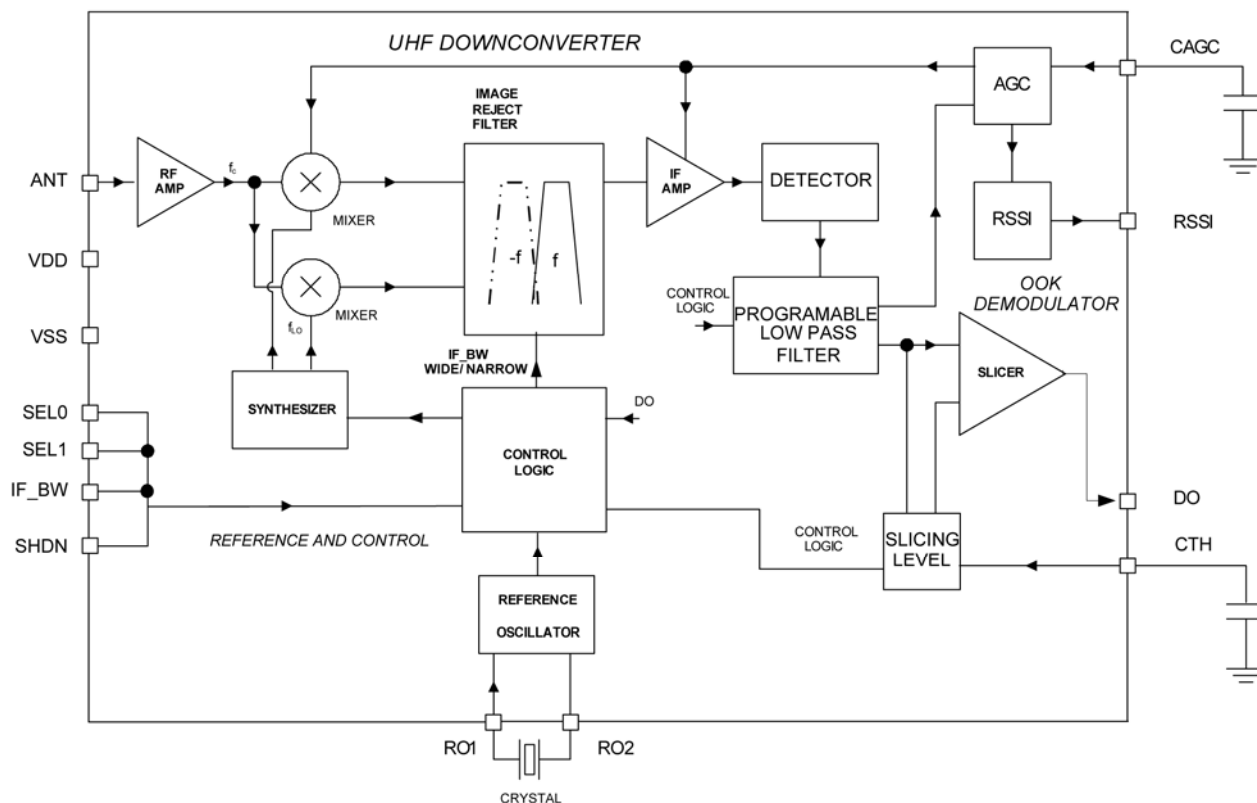 UHF DOWNCONVERTER
CAGC
AGC
IMAGE
REJECT
FILTER
ANT
RF
AMP
fc
MIXER
-f
f
IF
AMP
DETECTOR
RSSI
RSSI
VDD
OOK
DEMODULATOR
MIXER
fLO
CONTROL
LOGIC
PROGRAMABLE
LOW PASS
FILTER
VSS
IF_BW
WIDE/ NARROW
SLICER
SEL0
SYNTHESIZER
DO
SEL1
CONTROL
LOGIC
IF_BW
DO
SHDN
REFERENCE AND CONTROL
CONTROL
LOGIC
SLICING
LEVEL
CTH
REFERENCE
OSCILLATOR
RO1
RO2
CRYSTAL